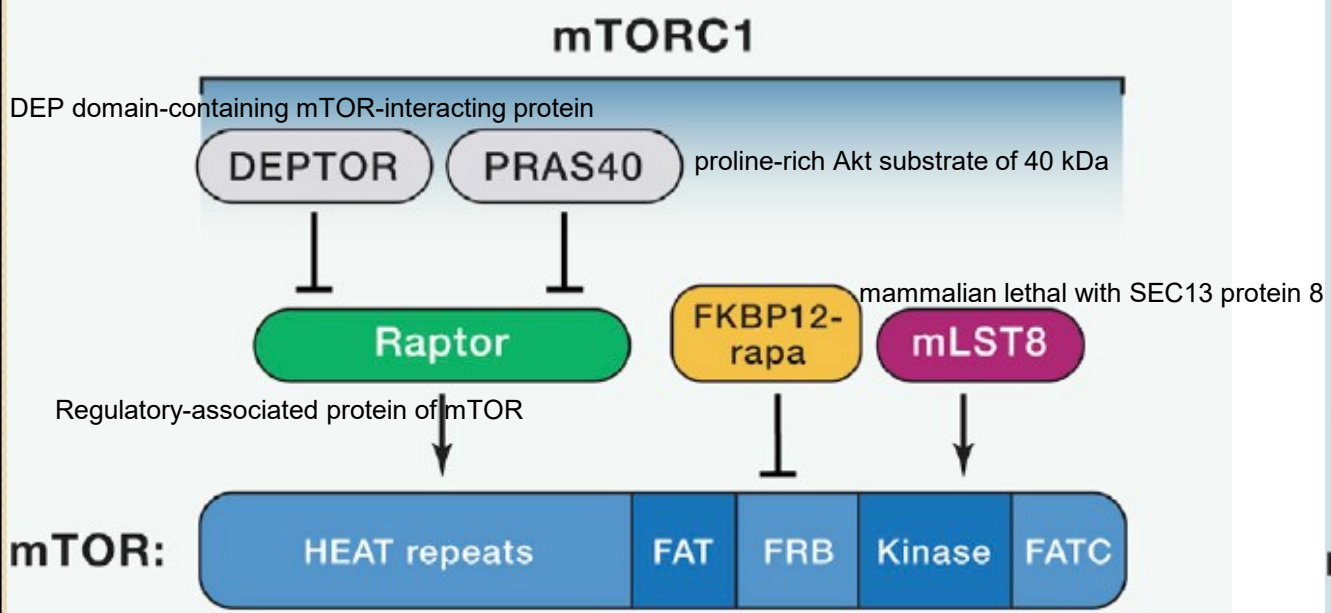 mTORC1
DEP domain-containing mTOR-interacting protein
DEPTOR
PRAS40
proline-rich Akt substrate of 40 kDa
mammalian lethal with SEC13 protein 8
Raptor
FKBP12-
rapa
mLST8
Regulatory-associated protein of mTOR
mTOR:
HEAT repeats
FAT
FRB
Kinase
FATC